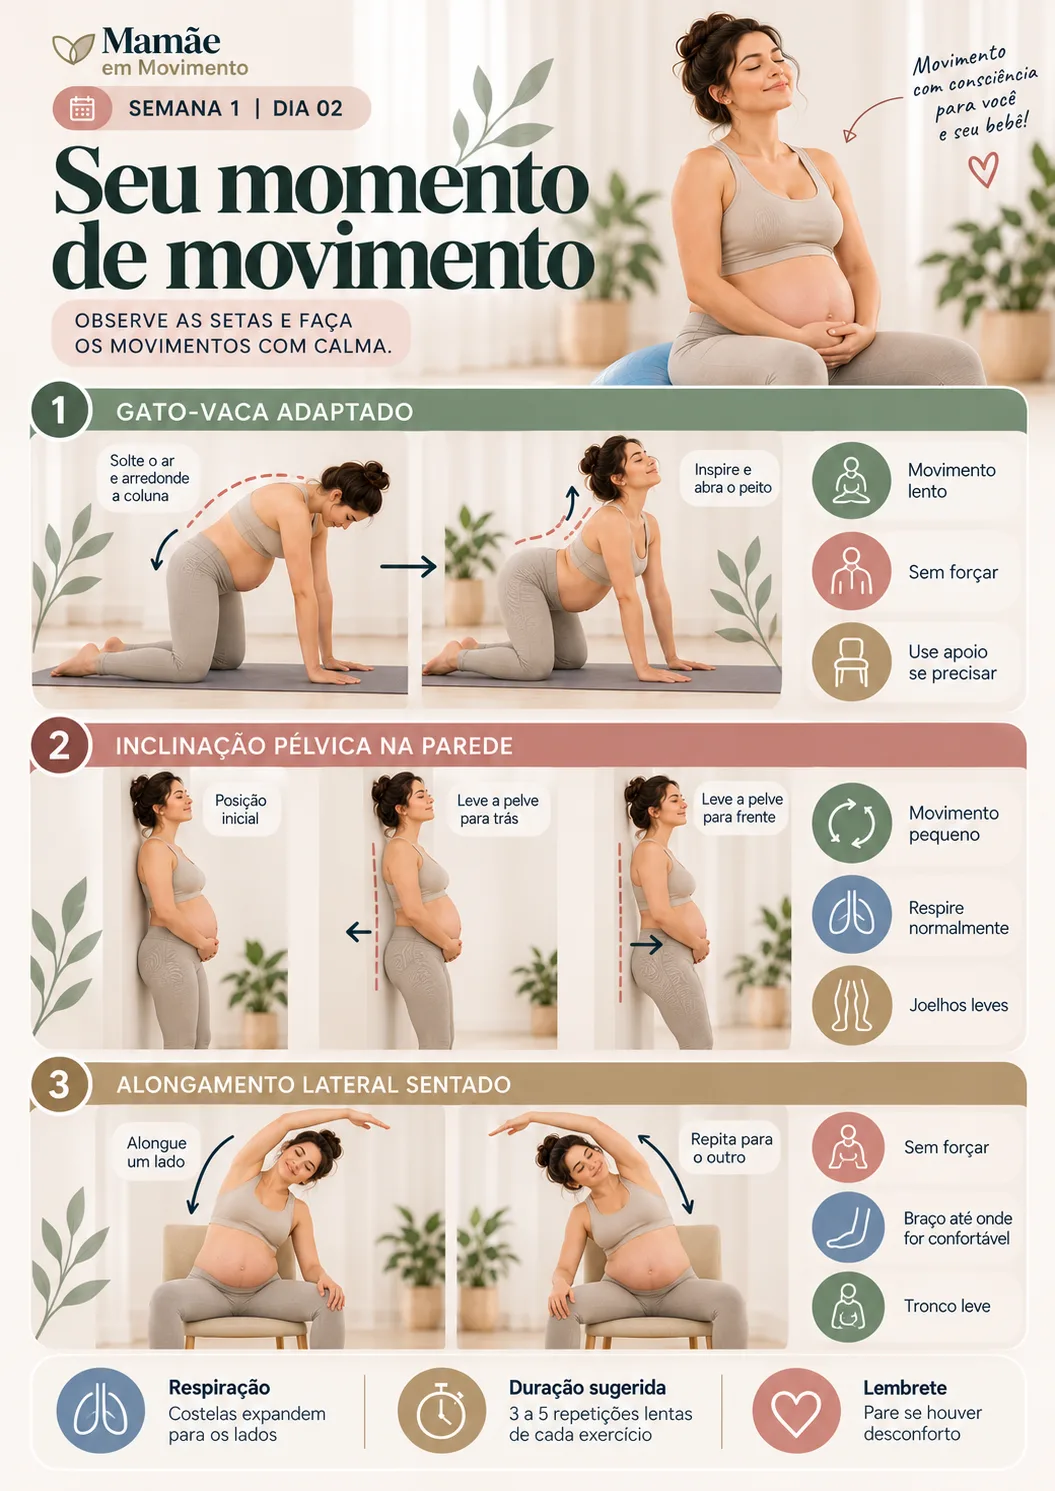 Mamãe
em Movimento
SEMANA 1 | DIA 02
Seu momento
de movimento
OBSERVE AS SETAS E FAÇA
OS MOVIMENTOS COM CALMA.
Movimento
com consciência
para você
e seu bebê!
1 GATO-VACA ADAPTADO
Solte o ar
e arredonde
a coluna
Inspire e
abra o peito
Movimento
lento
Sem forçar
Use apoio
se precisar
2 INCLINAÇÃO PÉLVICA NA PAREDE
Posição
inicial
Leve a pelve
para trás
Leve a pelve
para frente
Movimento
pequeno
Respire
normalmente
Joelhos leves
3 ALONGAMENTO LATERAL SENTADO
Alongue
um lado
Repita para
o outro
Sem forçar
Braço até onde
for confortável
Tronco leve
Respiração
Costelas expandem
para os lados
Duração sugerida
3 a 5 repetições lentas
de cada exercício
Lembrete
Pare se houver
desconforto